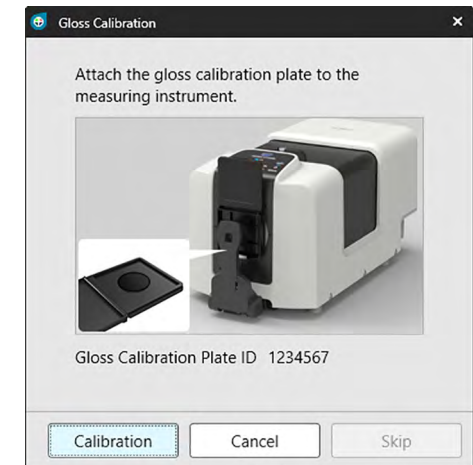 Gloss Calibration
Attach the gloss calibration plate to the
measuring instrument.
Gloss Calibration Plate ID 1234567
Calibration
Cancel
Skip